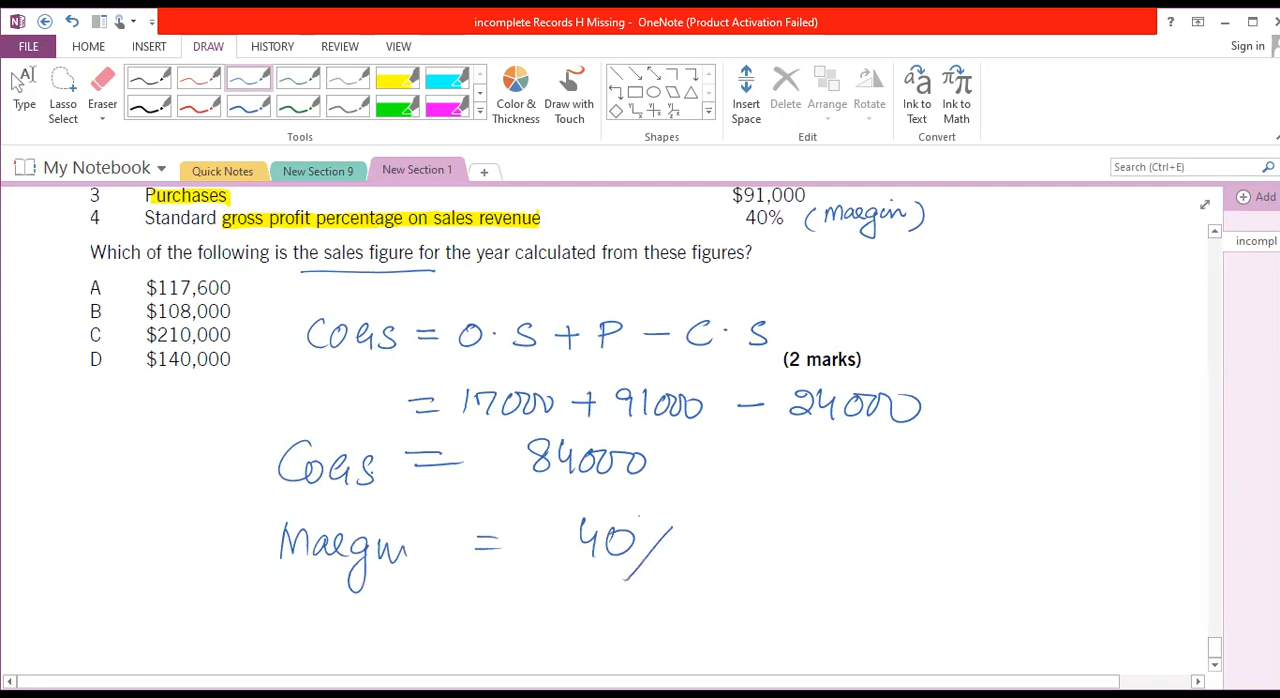 incomplete Records H Missing - OneNote (Product Activation Failed)
?
FILE HOME INSERT DRAW HISTORY REVIEW VIEW
Sign in
Type
Lasso Select
Eraser
Color & Thickness
Draw with Touch
Insert Space
Delete
Arrange
Rotate
Ink to Text
Ink to Math
Tools
Shapes
Edit
Convert
My Notebook
Quick Notes
New Section 9
New Section 1
Search (Ctrl+E)
Add
incompl
3 Purchases $91,000
4 Standard gross profit percentage on sales revenue 40% (Margin)
Which of the following is the sales figure for the year calculated from these figures?
A $117,600
B $108,000
C $210,000
D $140,000
COGS = O.S + P - C.S
(2 marks)
= 17000 + 91000 - 24000
COGS = 84000
Margin = 40/